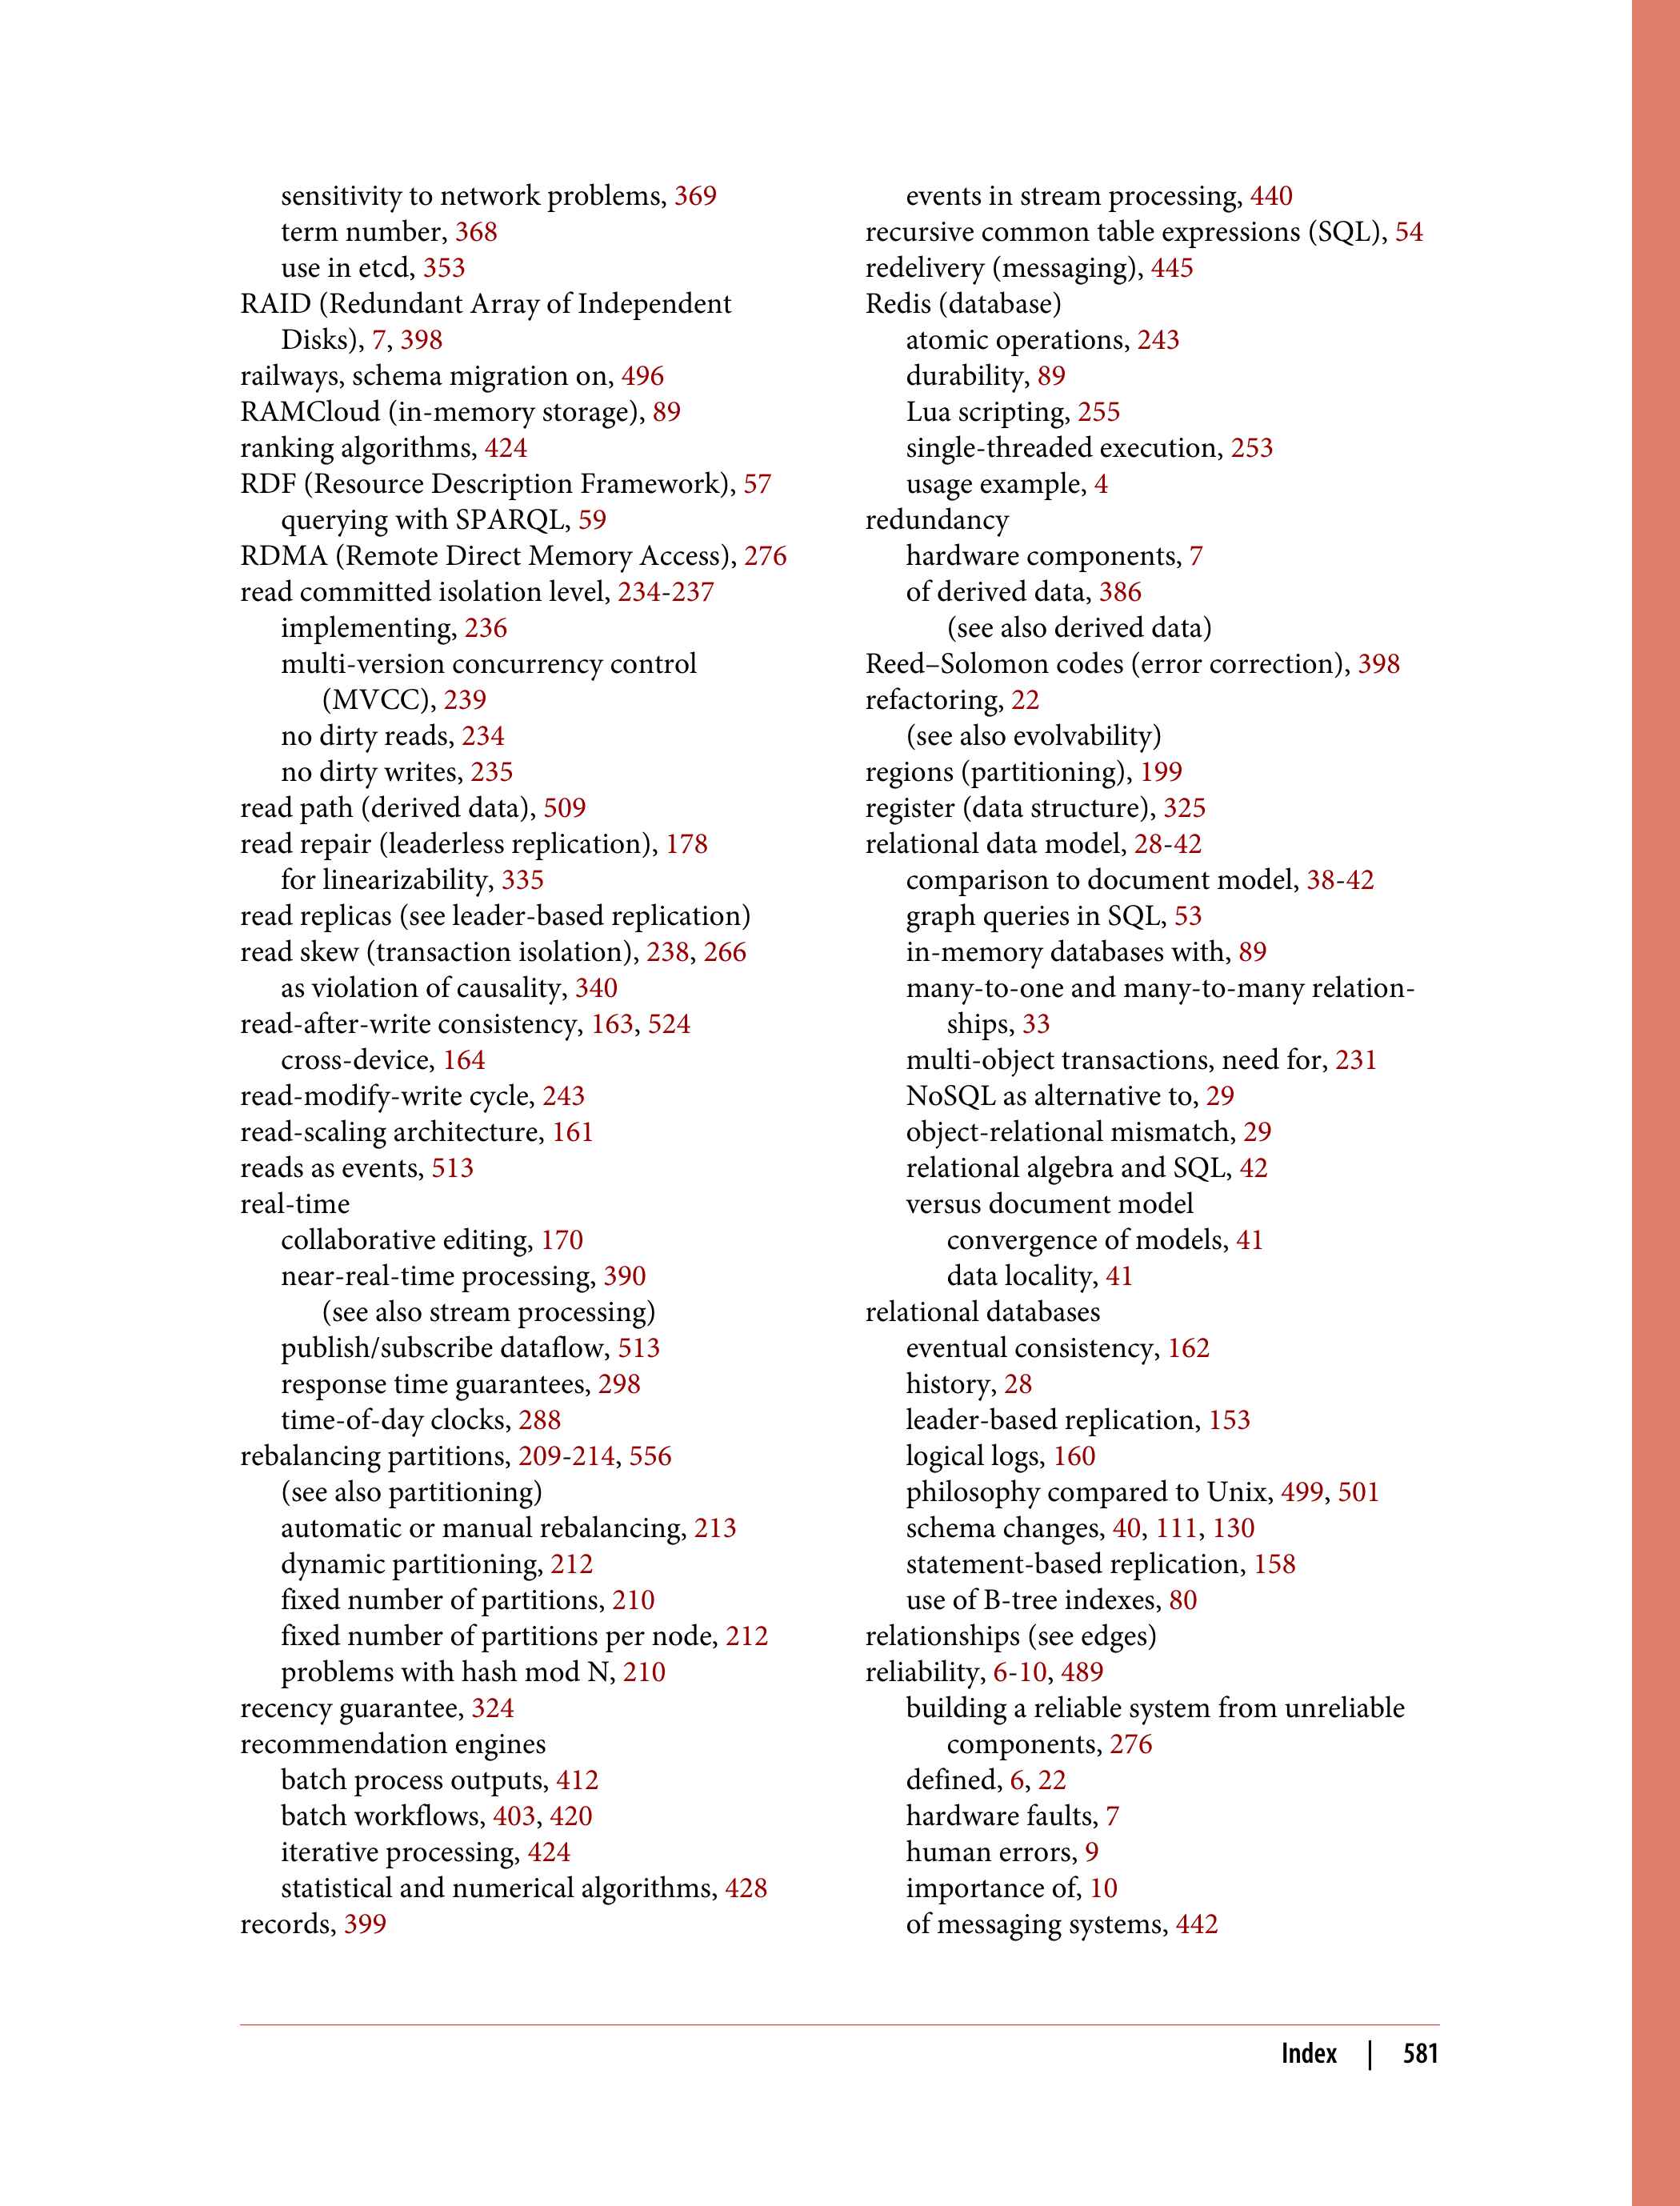 sensitivity to network problems, 369
term number, 368
use in etcd, 353
RAID (Redundant Array of Independent
Disks), 7, 398
railways, schema migration on, 496
RAMCloud (in-memory storage), 89
ranking algorithms, 424
RDF (Resource Description Framework), 57
querying with SPARQL, 59
RDMA (Remote Direct Memory Access), 276
read committed isolation level, 234-237
implementing, 236
multi-version concurrency control
(MVCC), 239
no dirty reads, 234
no dirty writes, 235
read path (derived data), 509
read repair (leaderless replication), 178
for linearizability, 335
read replicas (see leader-based replication)
read skew (transaction isolation), 238, 266
as violation of causality, 340
read-after-write consistency, 163, 524
cross-device, 164
read-modify-write cycle, 243
read-scaling architecture, 161
reads as events, 513
real-time
collaborative editing, 170
near-real-time processing, 390
(see also stream processing)
publish/subscribe dataflow, 513
response time guarantees, 298
time-of-day clocks, 288
rebalancing partitions, 209-214, 556
(see also partitioning)
automatic or manual rebalancing, 213
dynamic partitioning, 212
fixed number of partitions, 210
fixed number of partitions per node, 212
problems with hash mod N, 210
recency guarantee, 324
recommendation engines
batch process outputs, 412
batch workflows, 403, 420
iterative processing, 424
statistical and numerical algorithms, 428
records, 399
events in stream processing, 440
recursive common table expressions (SQL), 54
redelivery (messaging), 445
Redis (database)
atomic operations, 243
durability, 89
Lua scripting, 255
single-threaded execution, 253
usage example, 4
redundancy
hardware components, 7
of derived data, 386
(see also derived data)
Reed–Solomon codes (error correction), 398
refactoring, 22
(see also evolvability)
regions (partitioning), 199
register (data structure), 325
relational data model, 28-42
comparison to document model, 38-42
graph queries in SQL, 53
in-memory databases with, 89
many-to-one and many-to-many relation-
ships, 33
multi-object transactions, need for, 231
NoSQL as alternative to, 29
object-relational mismatch, 29
relational algebra and SQL, 42
versus document model
convergence of models, 41
data locality, 41
relational databases
eventual consistency, 162
history, 28
leader-based replication, 153
logical logs, 160
philosophy compared to Unix, 499, 501
schema changes, 40, 111, 130
statement-based replication, 158
use of B-tree indexes, 80
relationships (see edges)
reliability, 6-10, 489
building a reliable system from unreliable
components, 276
defined, 6, 22
hardware faults, 7
human errors, 9
importance of, 10
of messaging systems, 442
Index | 581